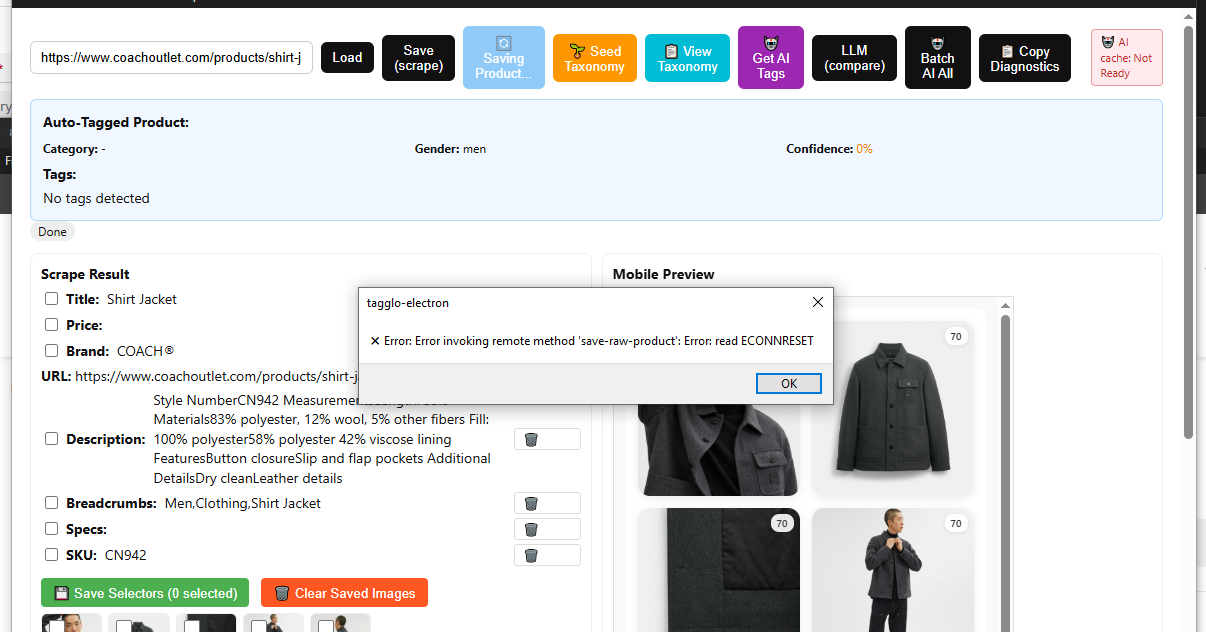 https://www.coachoutlet.com/products/shirt-j
Load
Save
(scrape)
Saving
Product...
Seed
Taxonomy
View
Taxonomy
Get AI
Tags
LLM
(compare)
Batch
AI All
Copy
Diagnostics
AI
cache: Not
Ready
Auto-Tagged Product:
Category: -
Gender: men
Confidence: 0%
Tags:
No tags detected
Done
Scrape Result
Title: Shirt Jacket
Price:
Brand: COACH®
URL: https://www.coachoutlet.com/products/shirt-ja
Style NumberCN942
Materials83% polyester, 12% wool, 5% other fibers Fill:
Description: 100% polyester58% polyester 42% viscose lining
FeaturesButton closureSlip and flap pockets Additional
DetailsDry cleanLeather details
Breadcrumbs: Men,Clothing,Shirt Jacket
Specs:
SKU: CN942
Save Selectors (0 selected)
Clear Saved Images
Mobile Preview
70
70
70
tagglo-electron
✕ Error: Error invoking remote method 'save-raw-product': Error: read ECONNRESET
OK